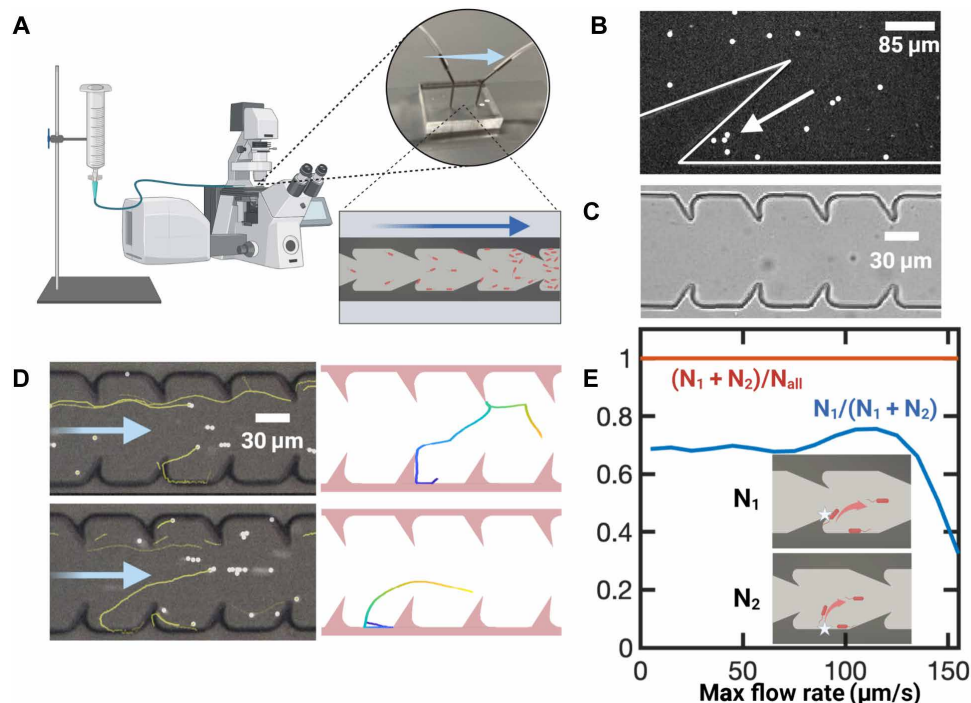 A
B
85 µm
C
30 µm
D
30 µm
E
1
(N₁ + N₂)/Nall
N₁/(N₁ + N₂)
0.8
0.6
N₁
0.4
N₂
0.2
0
0 50 100 150
Max flow rate (µm/s)